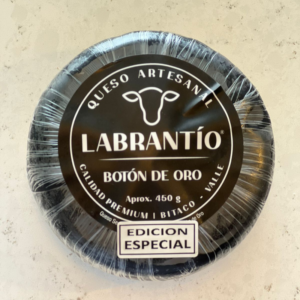 QUESO ARTESANAL
LABRANTÍO®
BOTÓN DE ORO
Aprox. 450 g
CALIDAD PREMIUM | BITACO - VALLE
EDICION
ESPECIAL